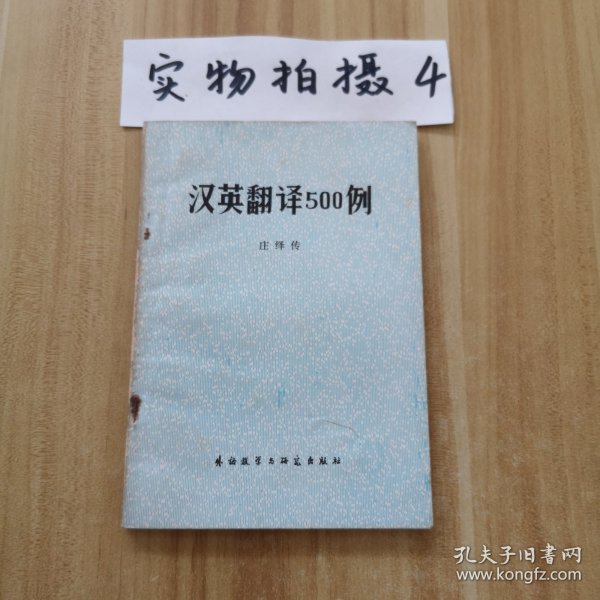 实物拍摄4
汉英翻译500例
庄绎传
外语教学与研究出版社
孔夫子旧书网
www.kongfz.com